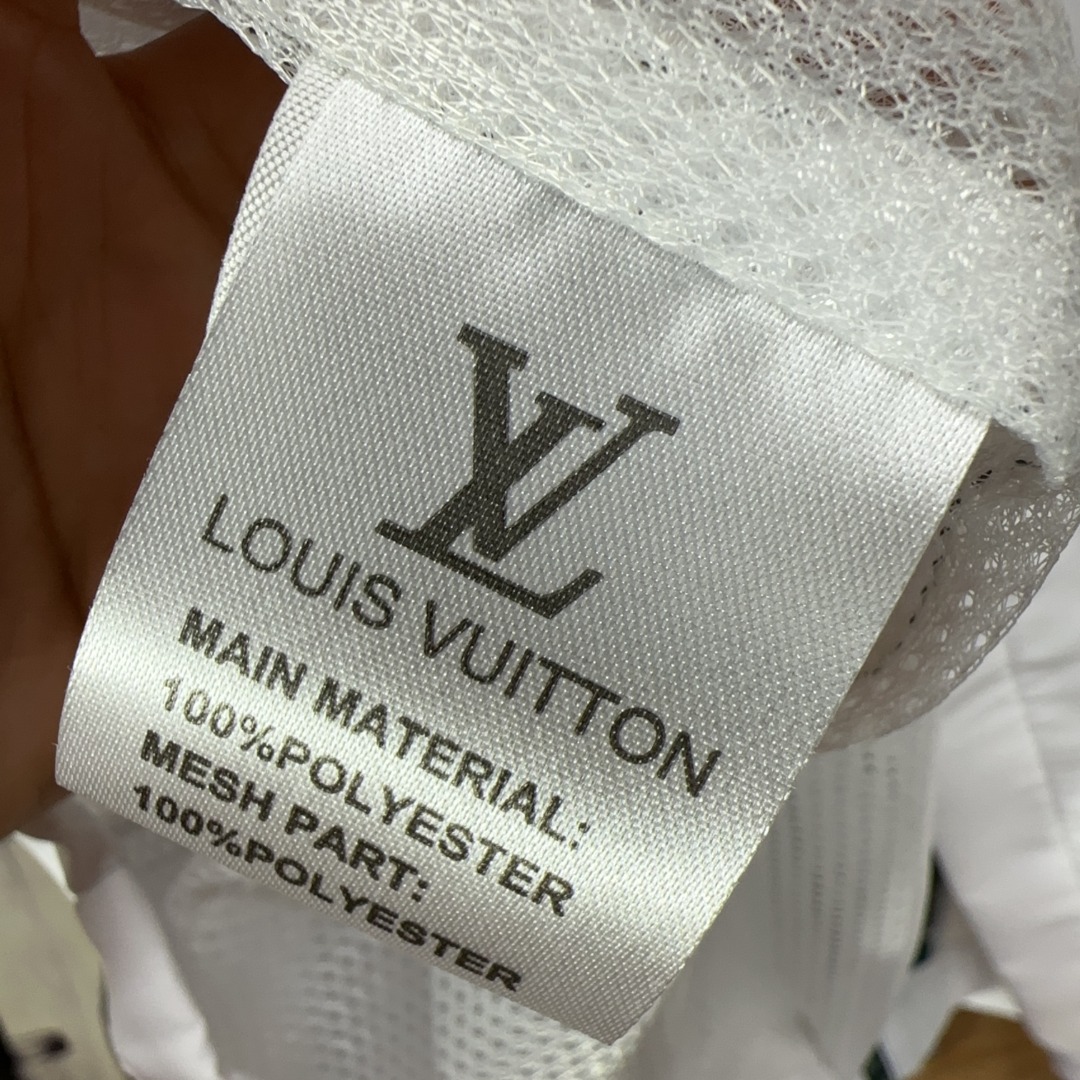 LV
LOUIS VUITTON
MAIN MATERIAL:
100%POLYESTER
MESH PART:
100%POLYESTER